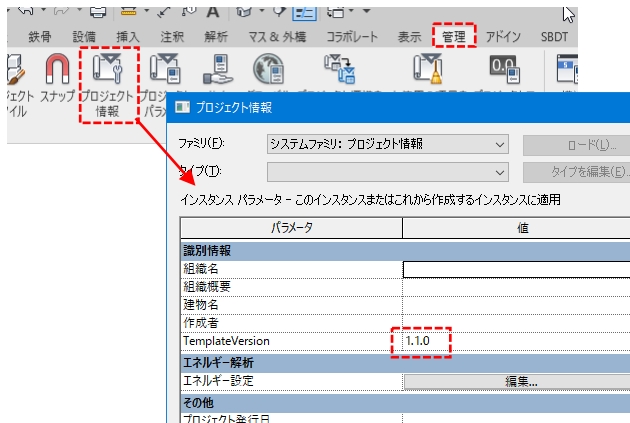 鉄骨 設備 挿入 注釈 解析 マス & 外構 コラボレート 表示 管理 アドイン SBDT
スナップ プロジェクト
情報
プロジェクト情報
ファミリ(F): システムファミリ: プロジェクト情報 ロード(L)...
タイプ(T): タイプを編集(E)...
インスタンス パラメータ - このインスタンスまたはこれから作成するインスタンスに適用
パラメータ 値
識別情報
組織名
組織概要
建物名
作成者
TemplateVersion 1.1.0
エネルギー解析
エネルギー設定 編集...
その他
プロジェクト発行日